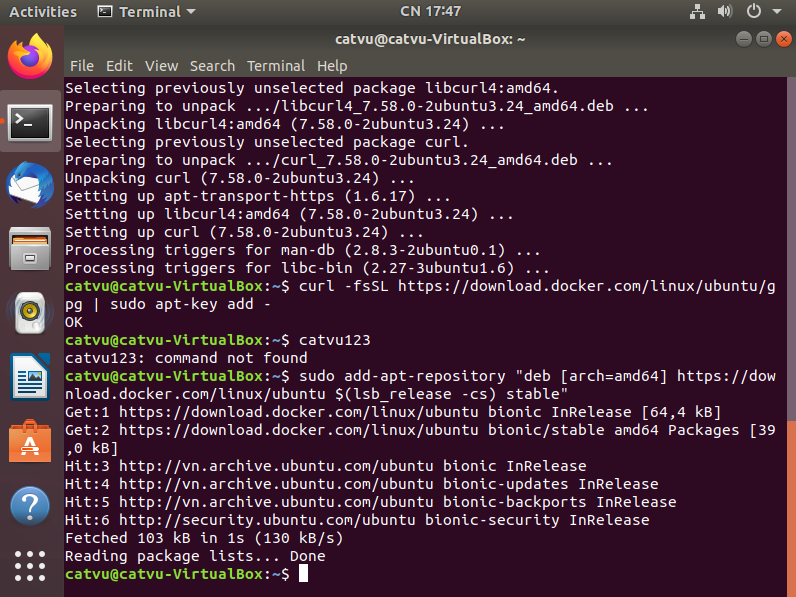 Activities Terminal CN 17:47
catvu@catvu-VirtualBox: ~
File Edit View Search Terminal Help
Selecting previously unselected package libcurl4:amd64.
Preparing to unpack .../libcurl4_7.58.0-2ubuntu3.24_amd64.deb ...
Unpacking libcurl4:amd64 (7.58.0-2ubuntu3.24) ...
Selecting previously unselected package curl.
Preparing to unpack .../curl_7.58.0-2ubuntu3.24_amd64.deb ...
Unpacking curl (7.58.0-2ubuntu3.24) ...
Setting up apt-transport-https (1.6.17) ...
Setting up libcurl4:amd64 (7.58.0-2ubuntu3.24) ...
Setting up curl (7.58.0-2ubuntu3.24) ...
Processing triggers for man-db (2.8.3-2ubuntu0.1) ...
Processing triggers for libc-bin (2.27-3ubuntu1.6) ...
catvu@catvu-VirtualBox:~$ curl -fsSL https://download.docker.com/linux/ubuntu/g
pg | sudo apt-key add -
OK
catvu@catvu-VirtualBox:~$ catvu123
catvu123: command not found
catvu@catvu-VirtualBox:~$ sudo add-apt-repository "deb [arch=amd64] https://dow
nload.docker.com/linux/ubuntu $(lsb_release -cs) stable"
Get:1 https://download.docker.com/linux/ubuntu bionic InRelease [64,4 kB]
Get:2 https://download.docker.com/linux/ubuntu bionic/stable amd64 Packages [39
,0 kB]
Hit:3 http://vn.archive.ubuntu.com/ubuntu bionic InRelease
Hit:4 http://vn.archive.ubuntu.com/ubuntu bionic-updates InRelease
Hit:5 http://vn.archive.ubuntu.com/ubuntu bionic-backports InRelease
Hit:6 http://security.ubuntu.com/ubuntu bionic-security InRelease
Fetched 103 kB in 1s (130 kB/s)
Reading package lists... Done
catvu@catvu-VirtualBox:~$